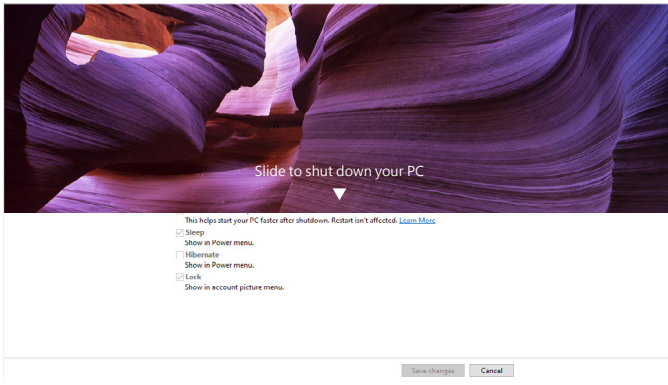 Slide to shut down your PC
This helps start your PC faster after shutdown. Restart isn't affected. Learn More
Sleep
Show in Power menu.
Hibernate
Show in Power menu.
Lock
Show in account picture menu.
Save changes Cancel